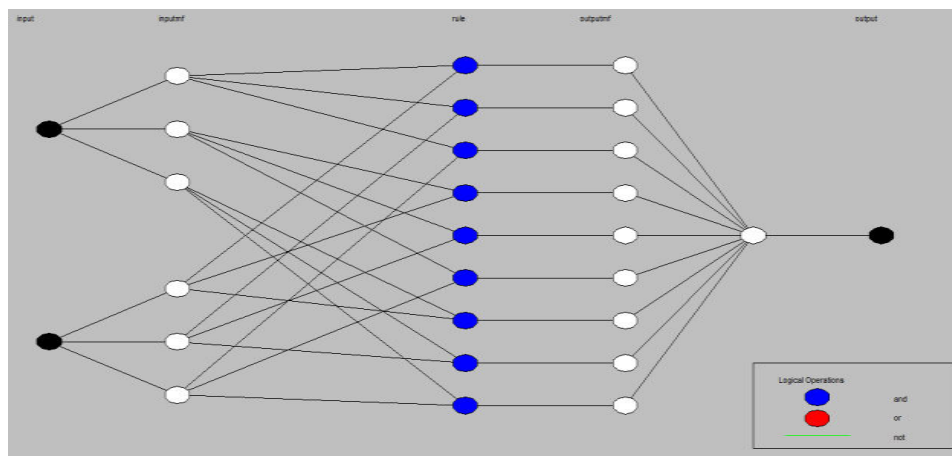 input inputmf rule outputmf output
Logical Operations
and
or
not